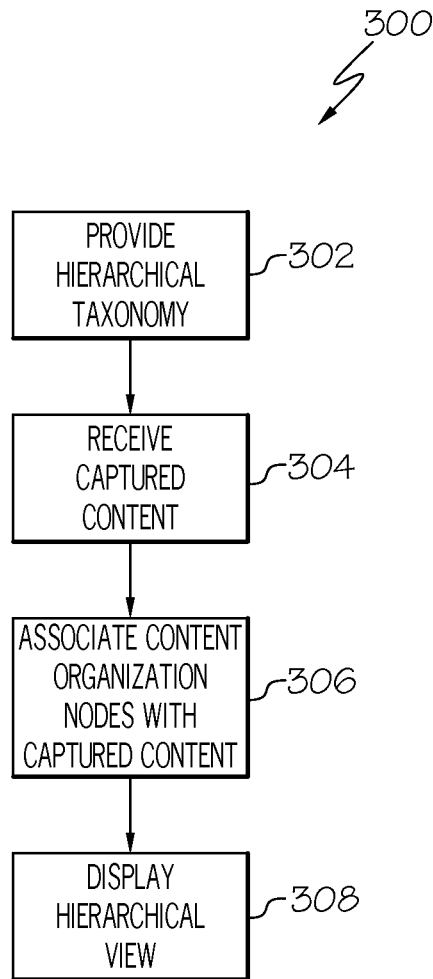 300
PROVIDE
HIERARCHICAL
TAXONOMY
302
RECEIVE
CAPTURED
CONTENT
304
ASSOCIATE CONTENT
ORGANIZATION
NODES WITH
CAPTURED CONTENT
306
DISPLAY
HIERARCHICAL
VIEW
308